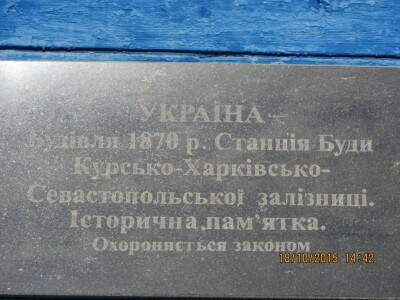 УКРАЇНА
Будівля 1870 р. Станція Буди
Курсько-Харківсько-
Севастопольської залізниці.
Історична пам'ятка.
Охороняється законом
18/10/2015 14:42